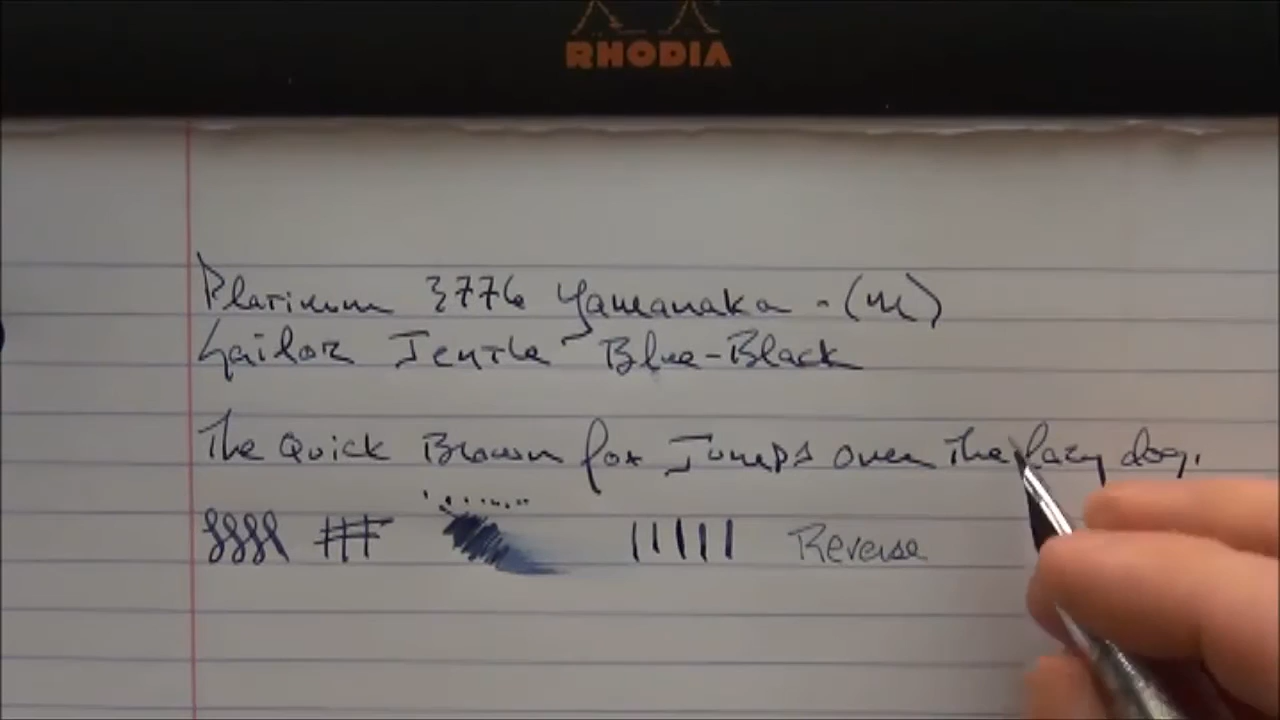 RHODIA
Platinum 3776 Yamanaka - (M)
Sailor Jentle Blue-Black
The Quick Brown fox Jumps over The lazy dog.
Reverse